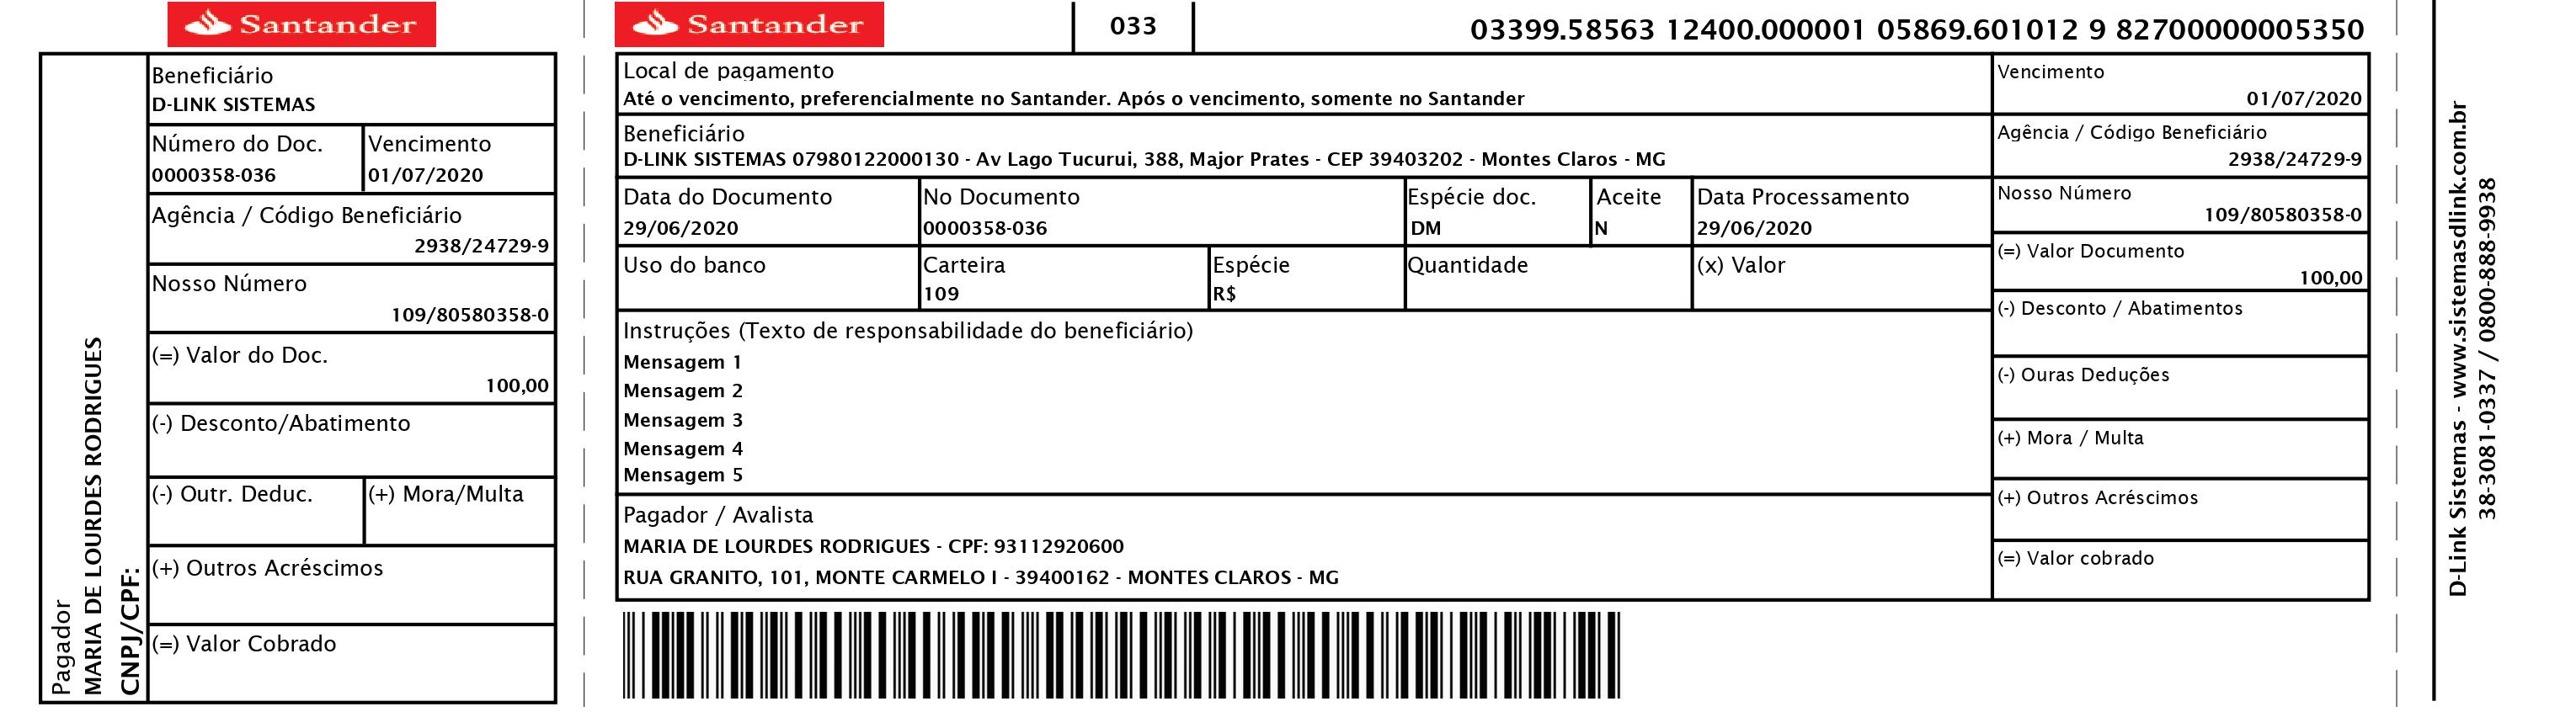 Santander
Beneficiário
D-LINK SISTEMAS
Número do Doc.
0000358-036
Vencimento
01/07/2020
Agência / Código Beneficiário
2938/24729-9
Nosso Número
109/80580358-0
(=) Valor do Doc.
100,00
(-) Desconto/Abatimento
(-) Outr. Deduc.
(+) Mora/Multa
(+) Outros Acréscimos
(=) Valor Cobrado
Pagador
MARIA DE LOURDES RODRIGUES
CNPJ/CPF:
Santander
033
03399.58563 12400.000001 05869.601012 9 82700000005350
Local de pagamento
Até o vencimento, preferencialmente no Santander. Após o vencimento, somente no Santander
Vencimento
01/07/2020
Beneficiário
D-LINK SISTEMAS 07980122000130 - Av Lago Tucurui, 388, Major Prates - CEP 39403202 - Montes Claros - MG
Agência / Código Beneficiário
2938/24729-9
Data do Documento
29/06/2020
No Documento
0000358-036
Espécie doc.
DM
Aceite
N
Data Processamento
29/06/2020
Nosso Número
109/80580358-0
Uso do banco
Carteira
109
Espécie
R$
Quantidade
(x) Valor
(=) Valor Documento
100,00
Instruções (Texto de responsabilidade do beneficiário)
Mensagem 1
Mensagem 2
Mensagem 3
Mensagem 4
Mensagem 5
(-) Desconto / Abatimentos
(-) Ouras Deduções
(+) Mora / Multa
(+) Outros Acréscimos
(=) Valor cobrado
Pagador / Avalista
MARIA DE LOURDES RODRIGUES - CPF: 93112920600
RUA GRANITO, 101, MONTE CARMELO I - 39400162 - MONTES CLAROS - MG
D-Link Sistemas - www.sistemasdlink.com.br
38-3081-0337 / 0800-888-9938